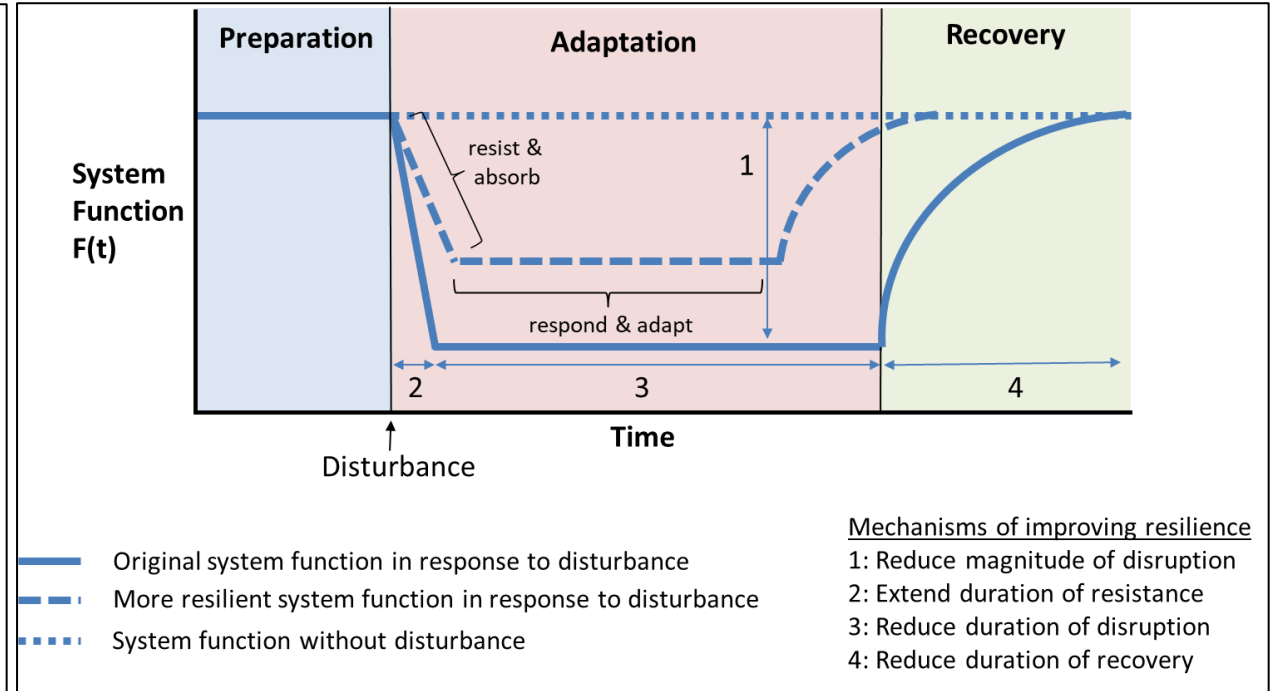 Preparation
Adaptation
Recovery
System
Function
F(t)
resist &
absorb
1
respond & adapt
2
3
4
Time
Disturbance
Original system function in response to disturbance
More resilient system function in response to disturbance
System function without disturbance
Mechanisms of improving resilience
1: Reduce magnitude of disruption
2: Extend duration of resistance
3: Reduce duration of disruption
4: Reduce duration of recovery